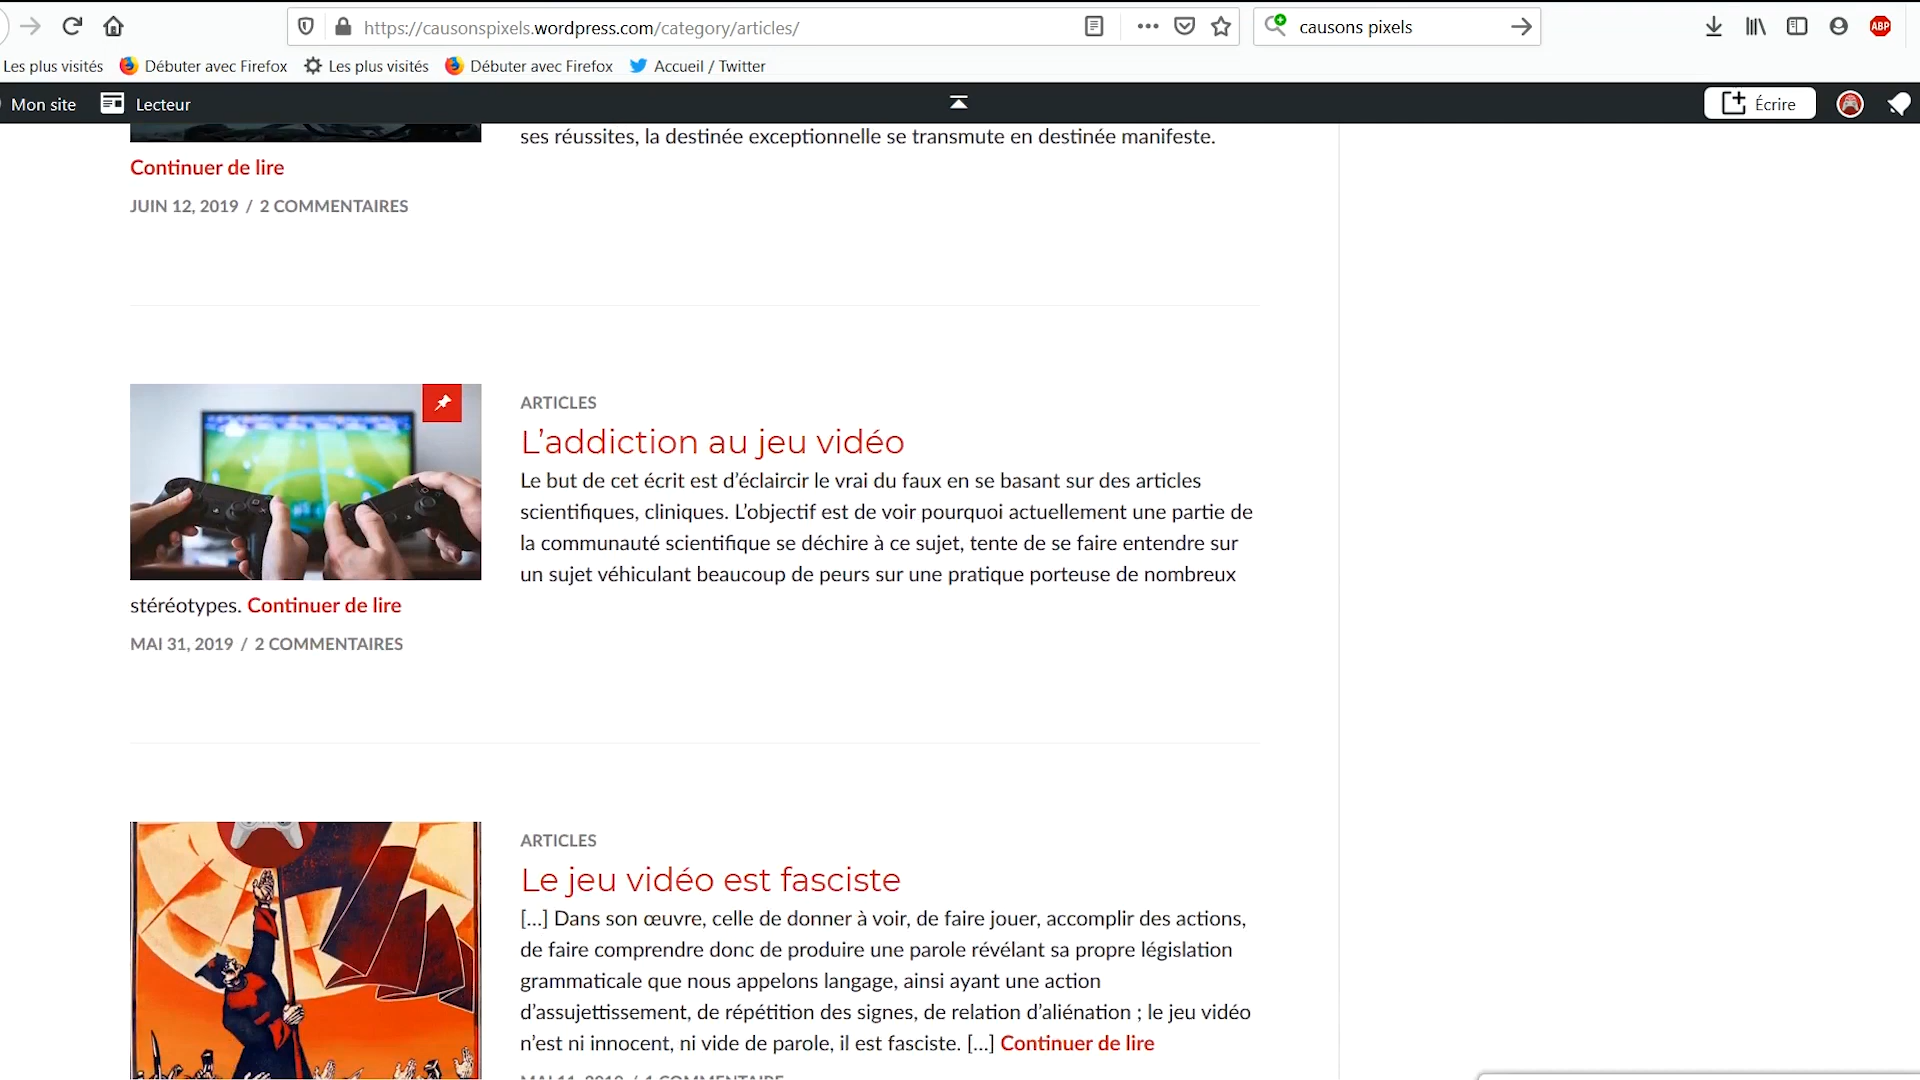 https://causonspixels.wordpress.com/category/articles/
causons pixels
ABP
Les plus visités
Débuter avec Firefox
Les plus visités
Débuter avec Firefox
Accueil / Twitter
Mon site
Lecteur
Écrire
ses réussites, la destinée exceptionnelle se transmute en destinée manifeste.
Continuer de lire
JUIN 12, 2019 / 2 COMMENTAIRES
ARTICLES
L’addiction au jeu vidéo
Le but de cet écrit est d’éclaircir le vrai du faux en se basant sur des articles
scientifiques, cliniques. L’objectif est de voir pourquoi actuellement une partie de
la communauté scientifique se déchire à ce sujet, tente de se faire entendre sur
un sujet véhiculant beaucoup de peurs sur une pratique porteuse de nombreux
stéréotypes. Continuer de lire
MAI 31, 2019 / 2 COMMENTAIRES
ARTICLES
Le jeu vidéo est fasciste
[…] Dans son œuvre, celle de donner à voir, de faire jouer, accomplir des actions,
de faire comprendre donc de produire une parole révélant sa propre législation
grammaticale que nous appelons langage, ainsi ayant une action
d’assujettissement, de répétition des signes, de relation d’aliénation ; le jeu vidéo
n’est ni innocent, ni vide de parole, il est fasciste. […] Continuer de lire
MAI 11, 2019 / 1 COMMENTAIRE